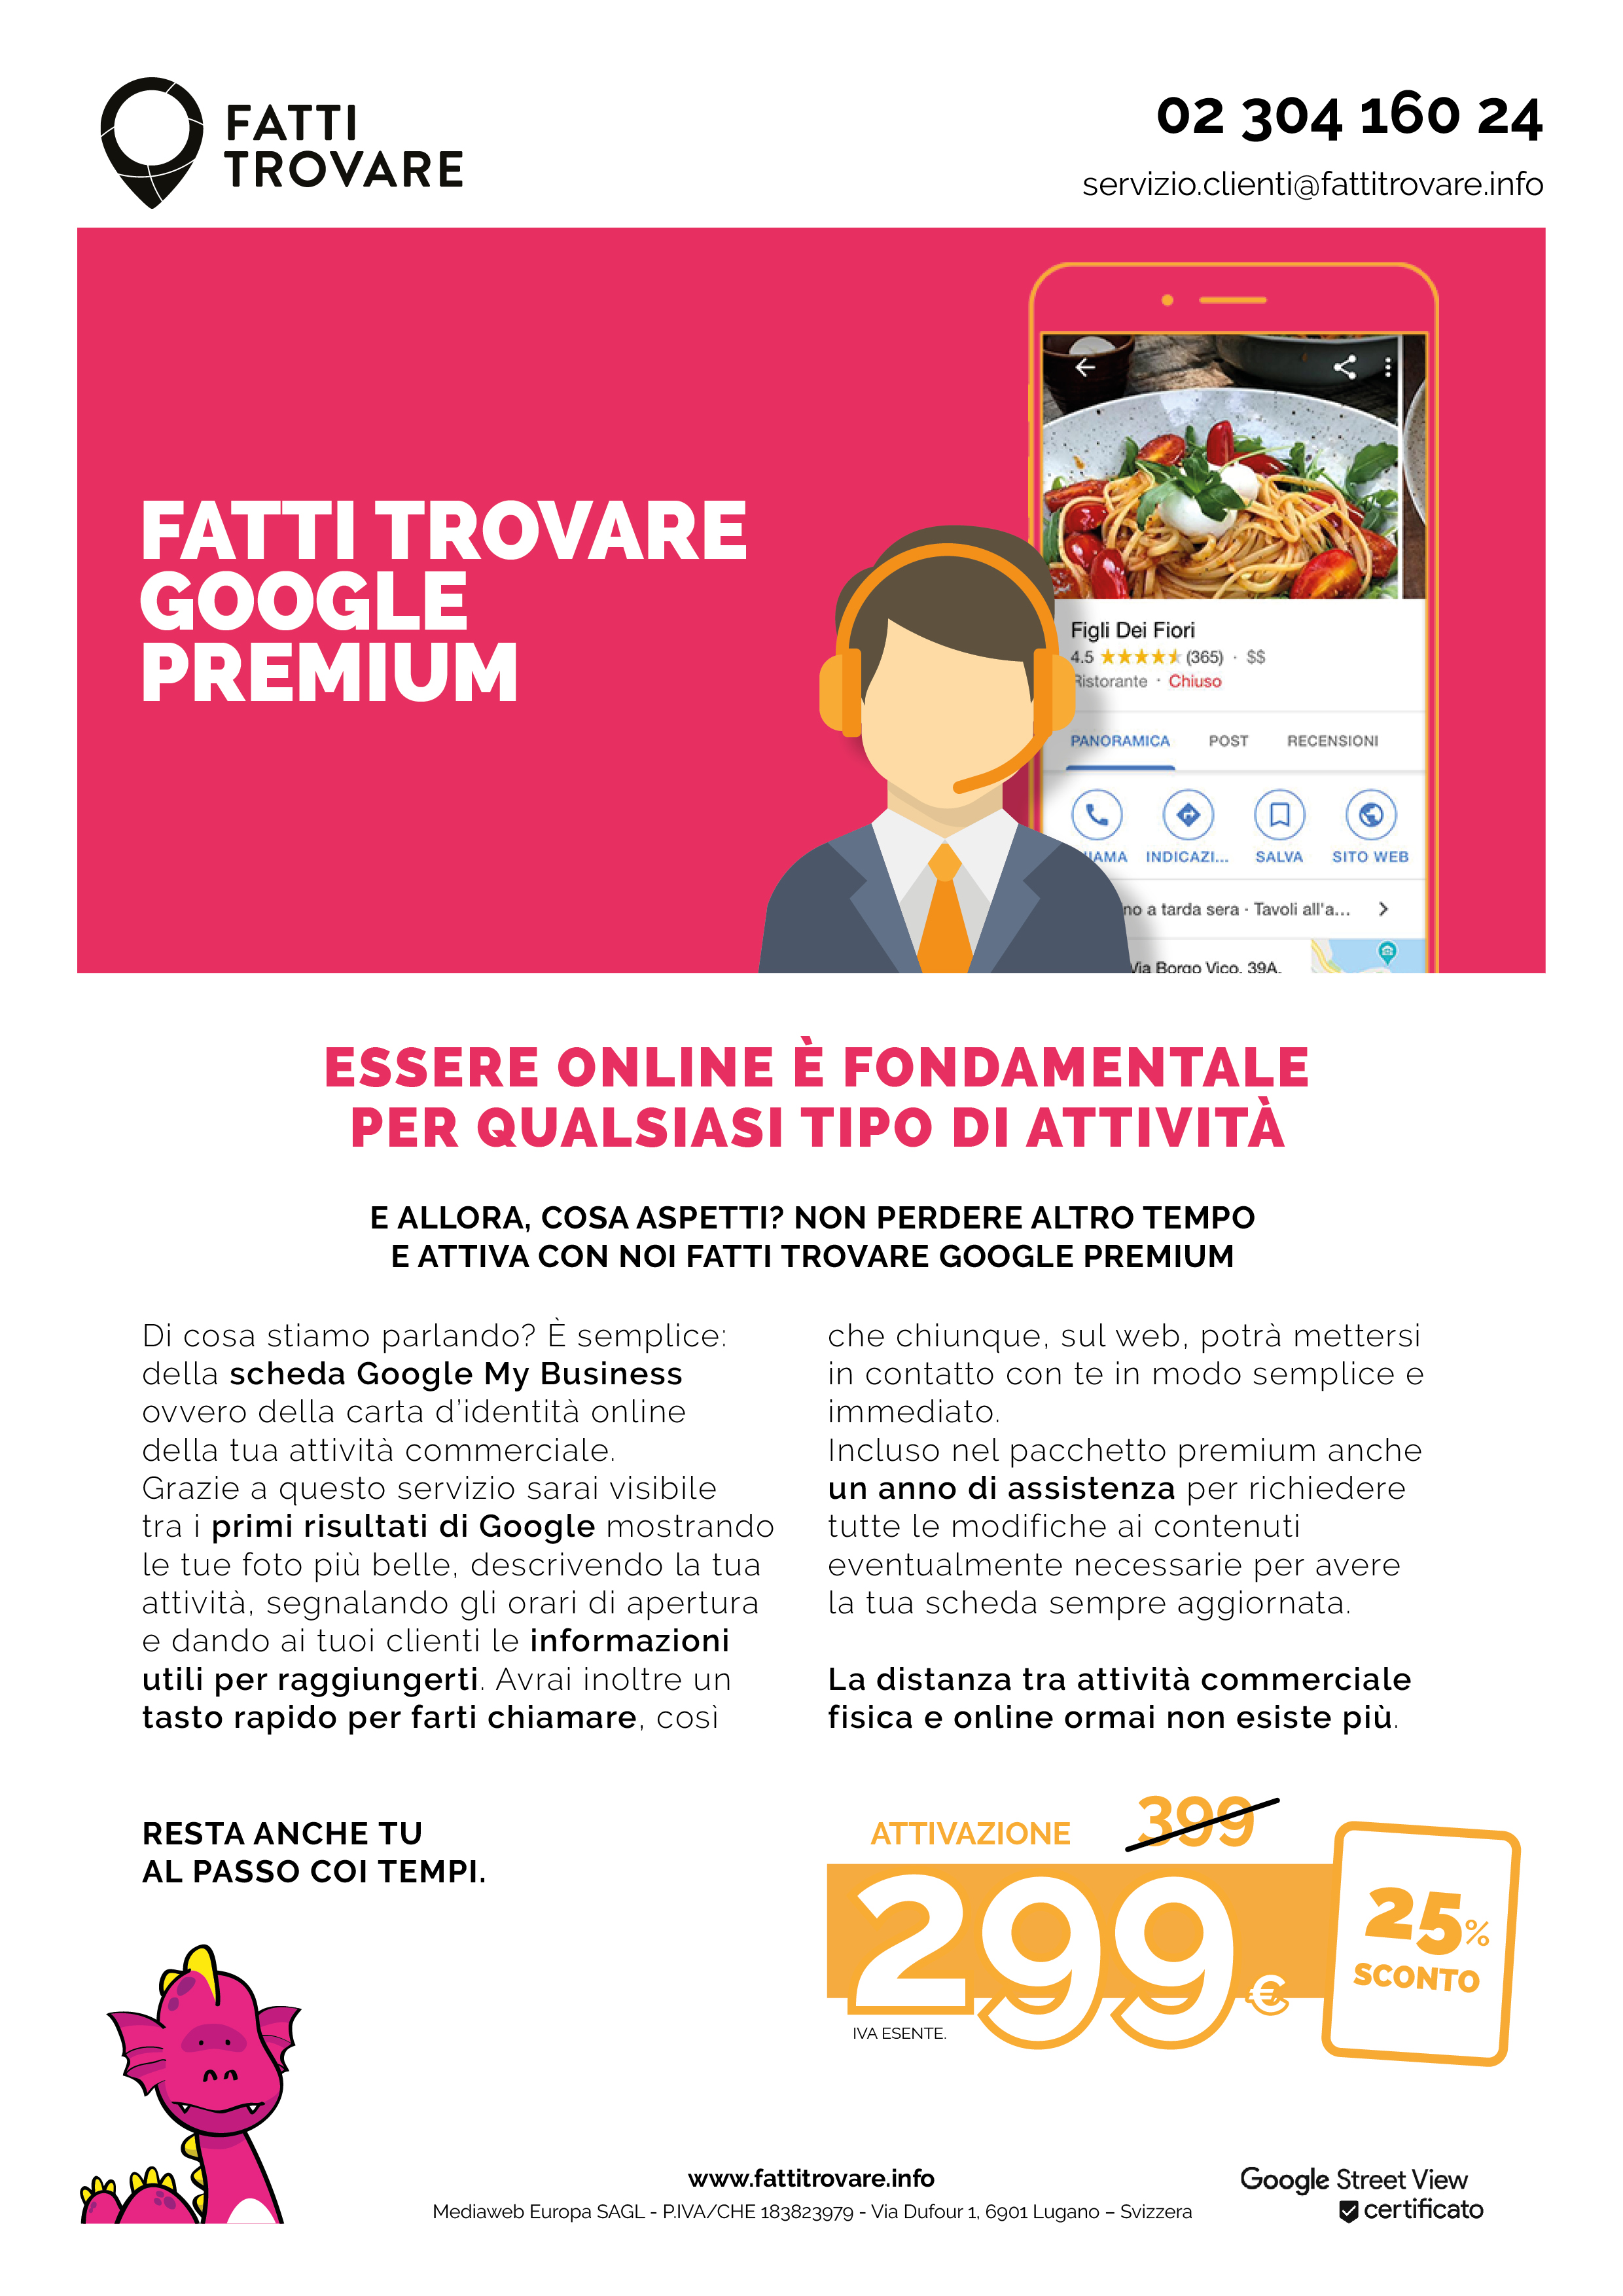 FATTI
TROVARE
02 304 160 24
servizio.clienti@fattitrovare.info
FATTI TROVARE
GOOGLE
PREMIUM
Figli Dei Fiori
4.5 (365) · $$
Ristorante · Chiuso
PANORAMICA POST RECENSIONI
IAMA INDICAZI... SALVA SITO WEB
no a tarda sera · Tavoli all'a...
Via Borgo Vico, 39A,
ESSERE ONLINE È FONDAMENTALE
PER QUALSIASI TIPO DI ATTIVITÀ
E ALLORA, COSA ASPETTI? NON PERDERE ALTRO TEMPO
E ATTIVA CON NOI FATTI TROVARE GOOGLE PREMIUM
Di cosa stiamo parlando? È semplice:
della scheda Google My Business
ovvero della carta d'identità online
della tua attività commerciale.
Grazie a questo servizio sarai visibile
tra i primi risultati di Google mostrando
le tue foto più belle, descrivendo la tua
attività, segnalando gli orari di apertura
e dando ai tuoi clienti le informazioni
utili per raggiungerti. Avrai inoltre un
tasto rapido per farti chiamare, così
che chiunque, sul web, potrà mettersi
in contatto con te in modo semplice e
immediato.
Incluso nel pacchetto premium anche
un anno di assistenza per richiedere
tutte le modifiche ai contenuti
eventualmente necessarie per avere
la tua scheda sempre aggiornata.
La distanza tra attività commerciale
fisica e online ormai non esiste più.
RESTA ANCHE TU
AL PASSO COI TEMPI.
ATTIVAZIONE 399
299 €
IVA ESENTE.
25%
SCONTO
www.fattitrovare.info
Mediaweb Europa SAGL - P.IVA/CHE 183823979 - Via Dufour 1, 6901 Lugano – Svizzera
Google Street View
certificato